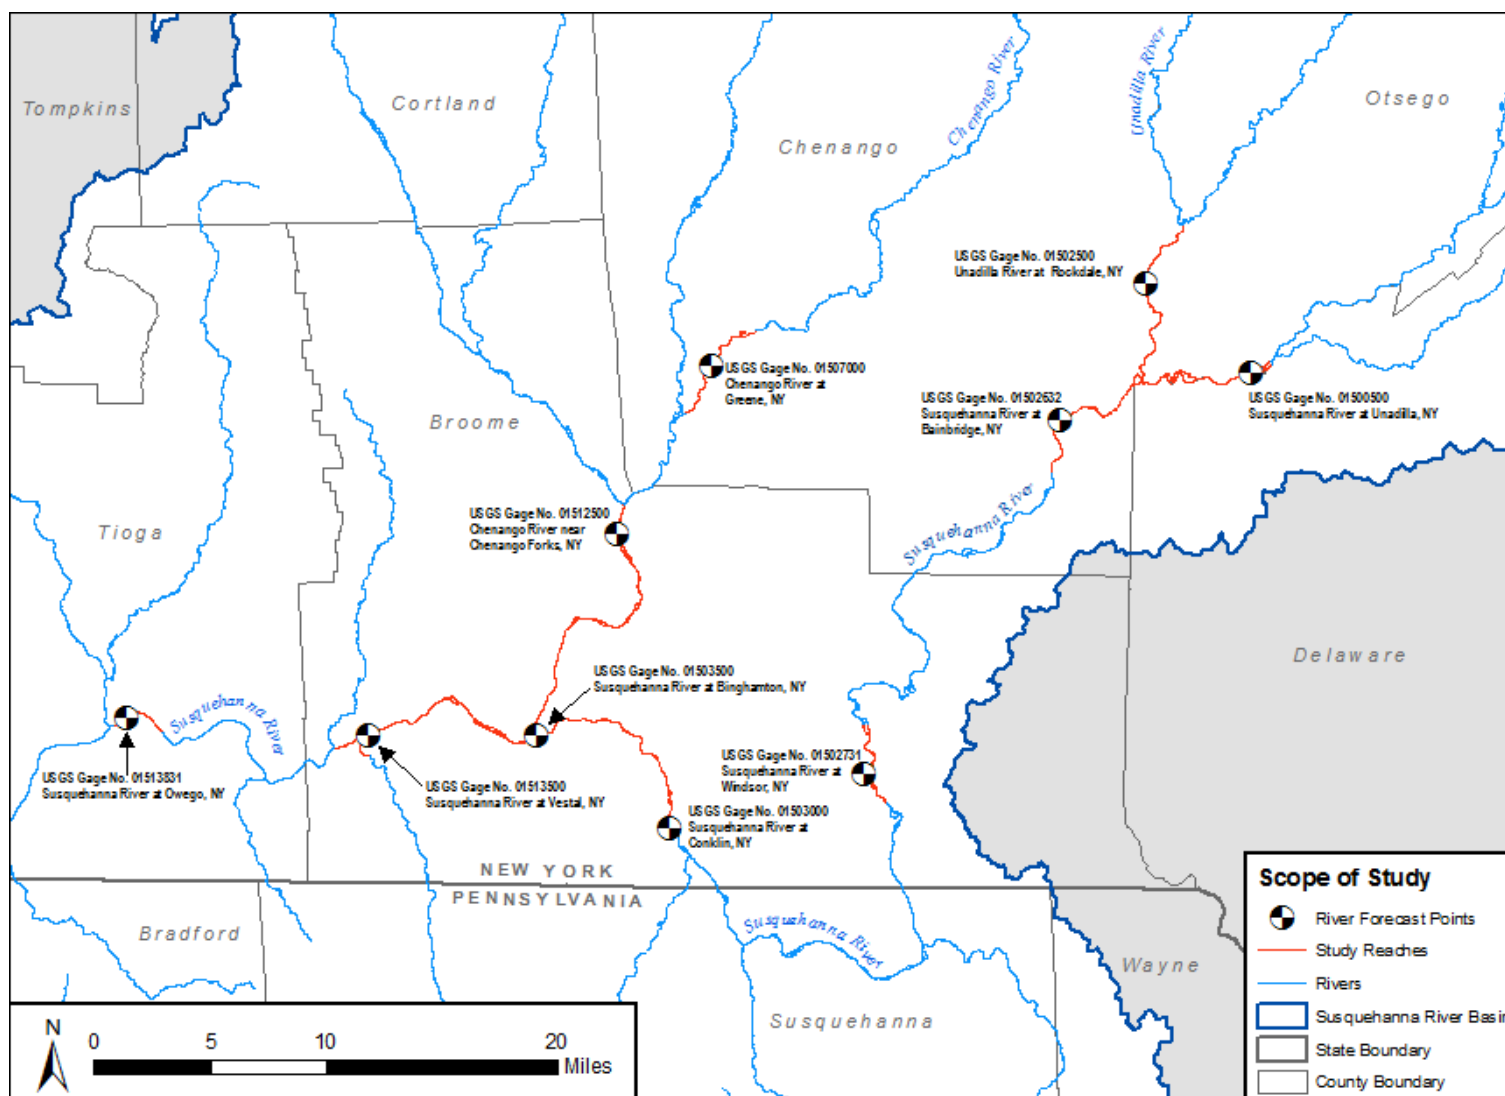 Tompkins
Cortland
Chenango
Chenango River
Unadilla River
Otsego
USGS Gage No. 01502500
Unadilla River at Rockdale, NY
USGS Gage No. 01507000
Chenango River at
Greene, NY
USGS Gage No. 01502632
Susquehanna River at
Bainbridge, NY
USGS Gage No. 01500500
Susquehanna River at Unadilla, NY
Broome
Tioga
USGS Gage No. 01512500
Chenango River near
Chenango Forks, NY
Susquehanna River
Delaware
USGS Gage No. 01503500
Susquehanna River at Binghamton, NY
Susquehanna River
USGS Gage No. 01513831
Susquehanna River at Owego, NY
USGS Gage No. 01513500
Susquehanna River at Vestal, NY
USGS Gage No. 01502731
Susquehanna River at
Windsor, NY
USGS Gage No. 01503000
Susquehanna River at
Conklin, NY
NEW YORK
PENNSYLVANIA
Bradford
Susquehanna River
Wayne
Susquehanna
N
0 5 10 20
Miles
Scope of Study
River Forecast Points
Study Reaches
Rivers
Susquehanna River Basin
State Boundary
County Boundary